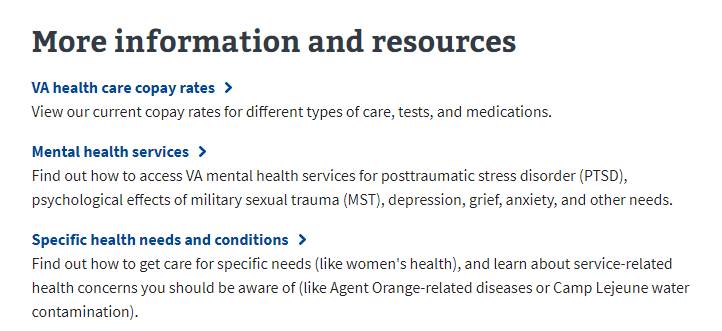 More information and resources
VA health care copay rates
View our current copay rates for different types of care, tests, and medications.
Mental health services
Find out how to access VA mental health services for posttraumatic stress disorder (PTSD),
psychological effects of military sexual trauma (MST), depression, grief, anxiety, and other needs.
Specific health needs and conditions
Find out how to get care for specific needs (like women's health), and learn about service-related
health concerns you should be aware of (like Agent Orange-related diseases or Camp Lejeune water
contamination).